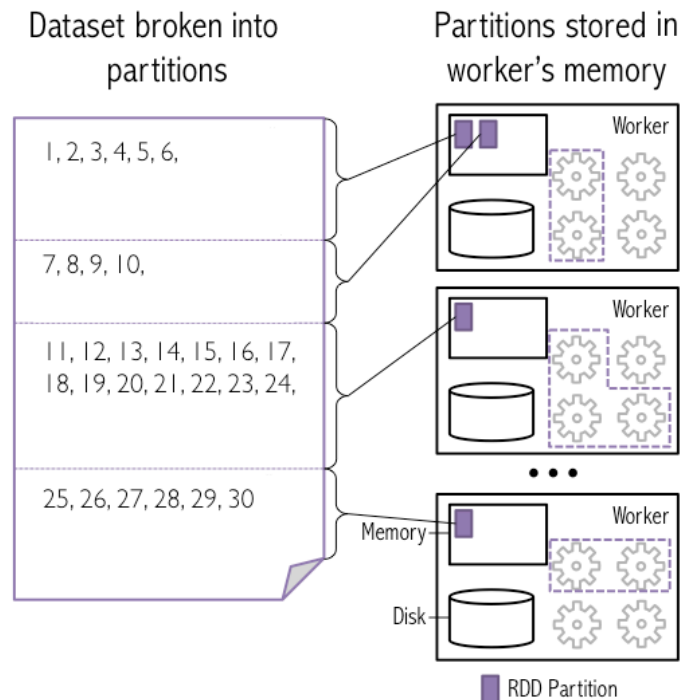 Dataset broken into
partitions
Partitions stored in
worker's memory
1, 2, 3, 4, 5, 6,
7, 8, 9, 10,
11, 12, 13, 14, 15, 16, 17,
18, 19, 20, 21, 22, 23, 24,
25, 26, 27, 28, 29, 30
Worker
Worker
Worker
Memory
Disk
RDD Partition